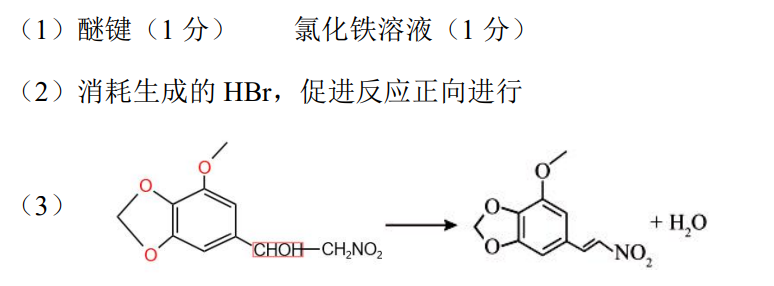 （1）醚键（1 分） 氯化铁溶液（1 分）
（2）消耗生成的 HBr，促进反应正向进行
（3）
O O O CHOH—CH₂NO₂
O O O NO₂ + H₂O